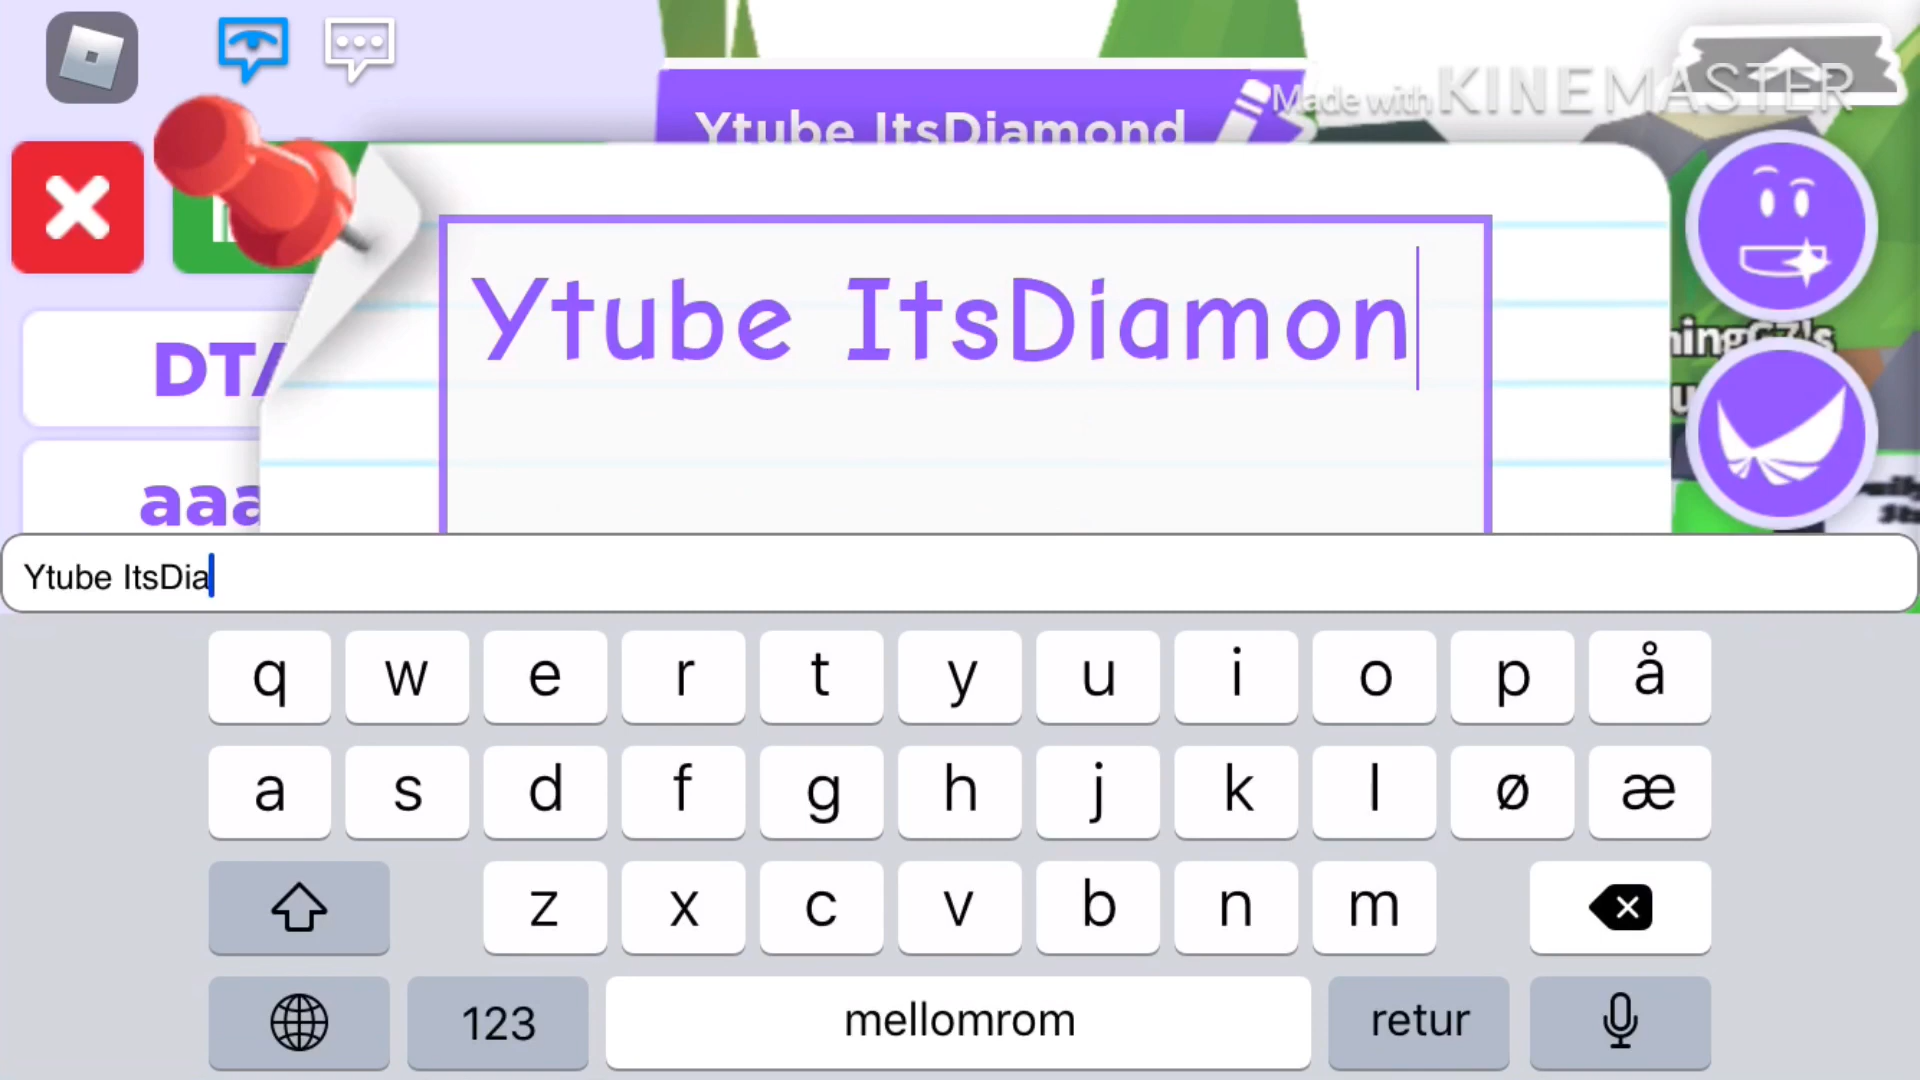 Made with KINEMASTER
Ytube ItsDiamond
Ytube ItsDiamon
DT
aaa
Ytube ItsDia
q w e r t y u i o p å
a s d f g h j k l ø æ
z x c v b n m
123 mellomrom retur